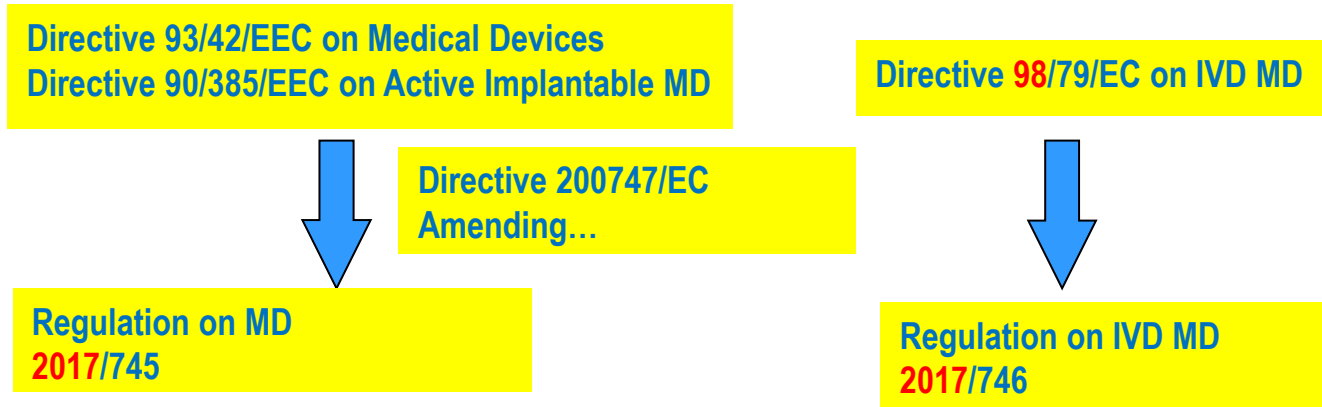 Directive 93/42/EEC on Medical Devices
Directive 90/385/EEC on Active Implantable MD
Directive 98/79/EC on IVD MD
Directive 200747/EC
Amending…
Regulation on MD
2017/745
Regulation on IVD MD
2017/746